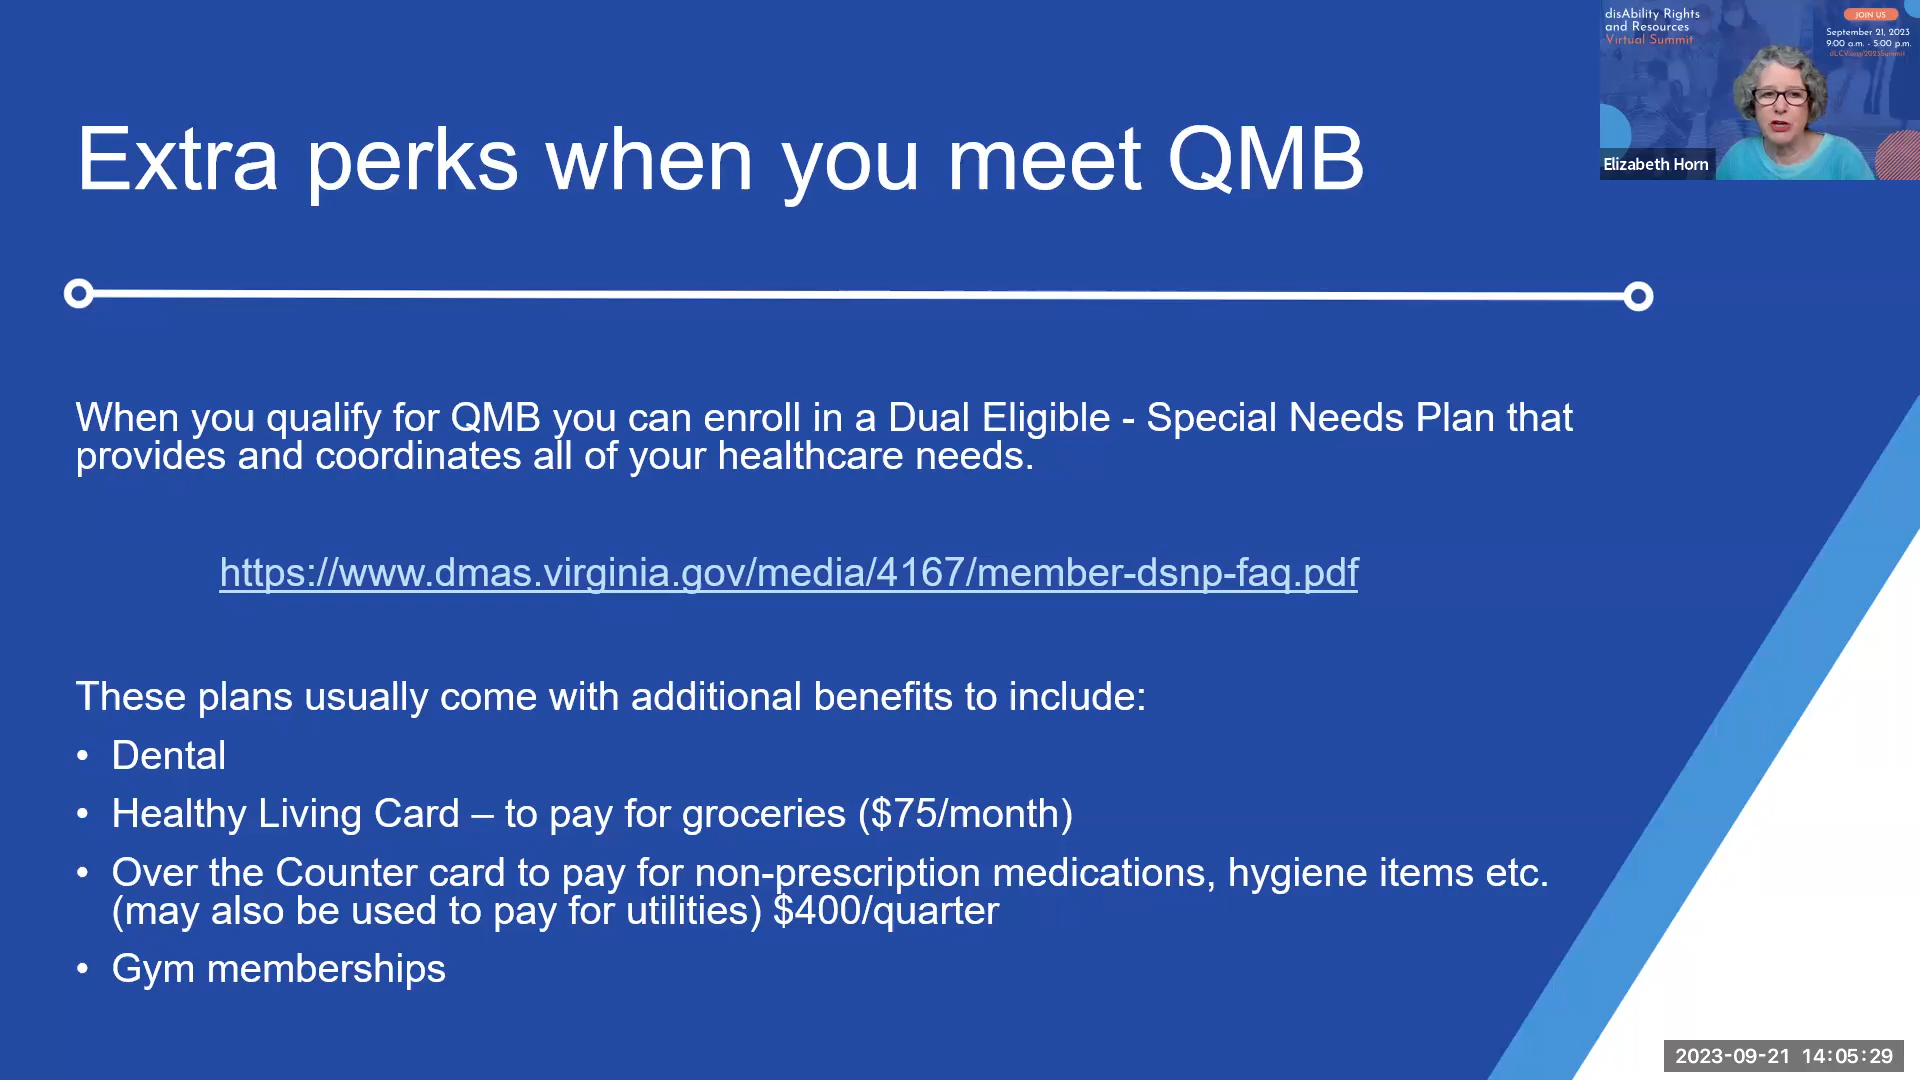 disAbility Rights
and Resources
Virtual Summit
JOIN US
September 21, 2023
9:00 a.m. - 5:00 p.m.
dLCV.org/2023Summit
Elizabeth Horn
Extra perks when you meet QMB
When you qualify for QMB you can enroll in a Dual Eligible - Special Needs Plan that
provides and coordinates all of your healthcare needs.
https://www.dmas.virginia.gov/media/4167/member-dsnp-faq.pdf
These plans usually come with additional benefits to include:
• Dental
• Healthy Living Card – to pay for groceries ($75/month)
• Over the Counter card to pay for non-prescription medications, hygiene items etc.
(may also be used to pay for utilities) $400/quarter
• Gym memberships
2023-09-21 14:05:29